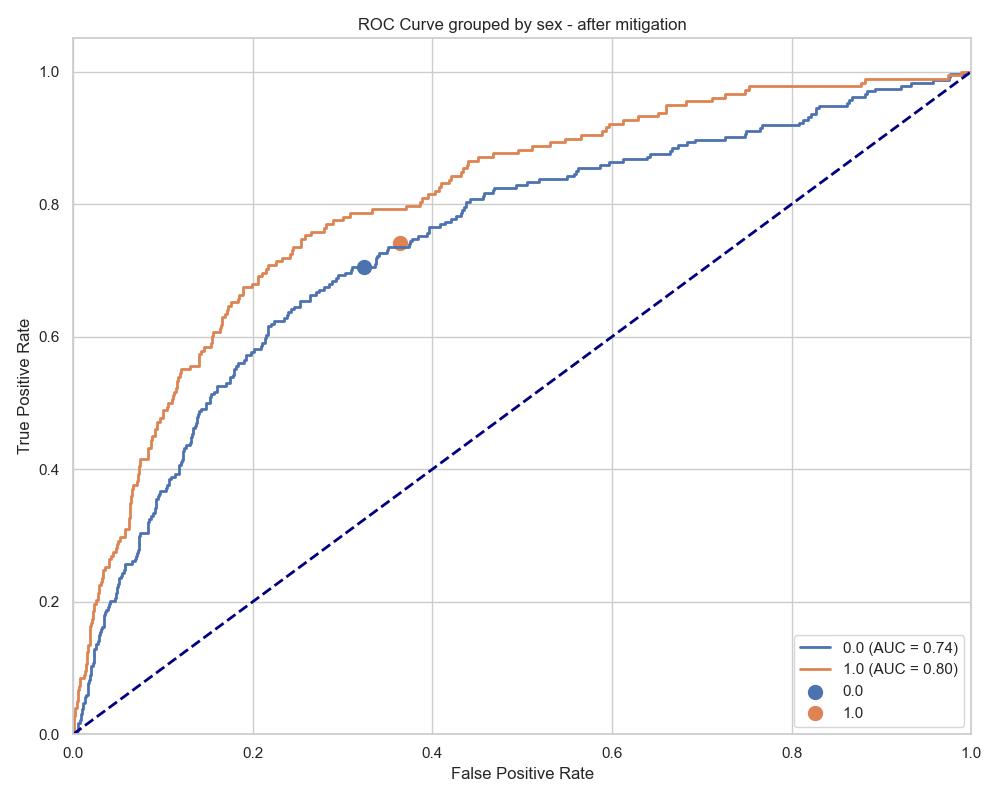 ROC Curve grouped by sex - after mitigation
True Positive Rate
1.0
0.8
0.6
0.4
0.2
0.0
0.0 (AUC = 0.74)
1.0 (AUC = 0.80)
0.0
1.0
0.0 0.2 0.4 0.6 0.8 1.0
False Positive Rate